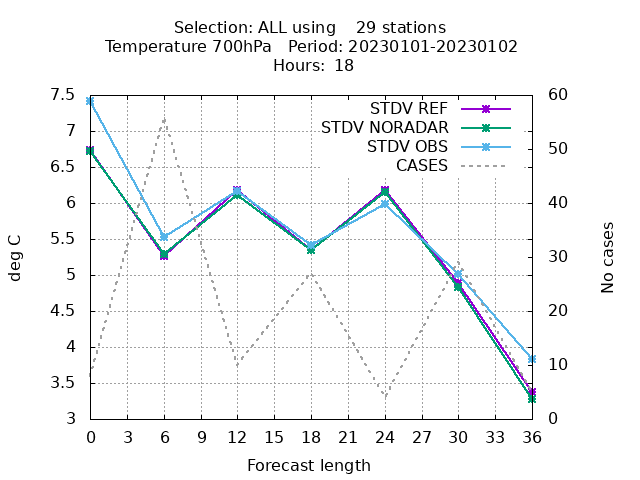 Selection: ALL using    29 stations
Temperature 700hPa   Period: 20230101-20230102
Hours:  18
7.5
7
6.5
6
5.5
5
4.5
4
3.5
3
deg C
60
50
40
30
20
10
0
No cases
STDV REF
STDV NORADAR
STDV OBS
CASES
0 3 6 9 12 15 18 21 24 27 30 33 36
Forecast length